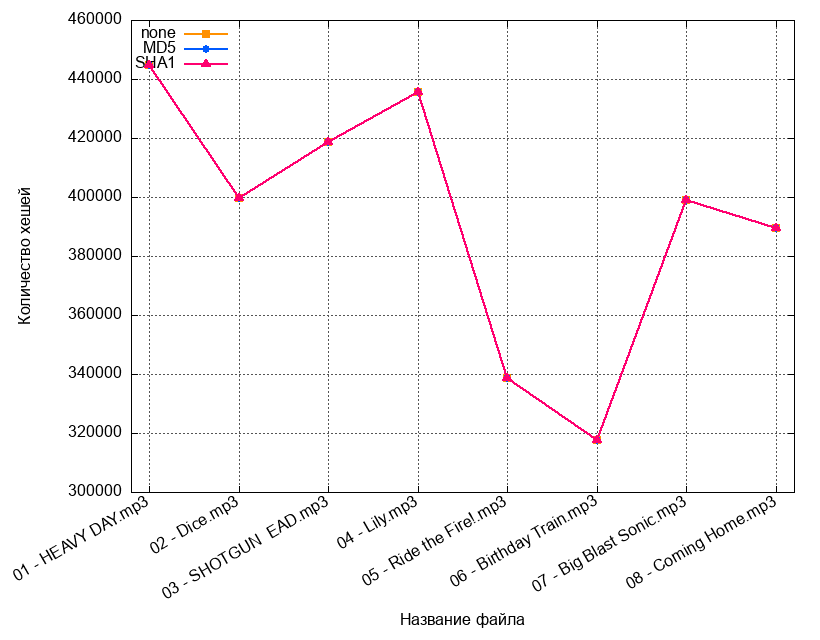 460000
440000
420000
400000
380000
360000
340000
320000
300000
none
MD5
SHA1
Количество хешей
01 - HEAVY DAY.mp3
02 - Dice.mp3
03 - SHOTGUN  EAD.mp3
04 - Lily.mp3
05 - Ride the Fire!.mp3
06 - Birthday Train.mp3
07 - Big Blast Sonic.mp3
08 - Coming Home.mp3
Название файла